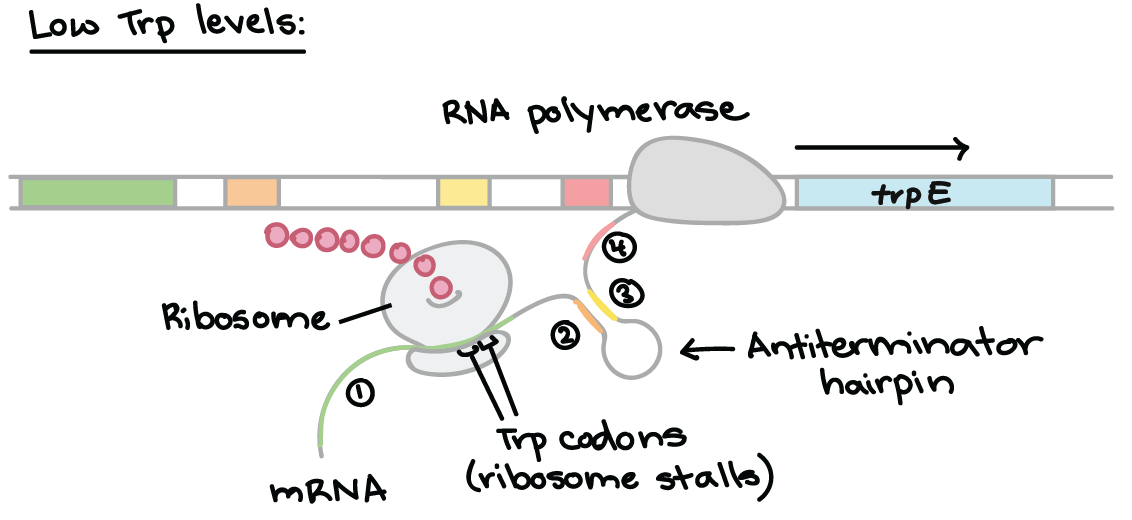 Low Trp levels:
RNA polymerase
trpE
4
3
Ribosome
2
Antiterminator
hairpin
1
Trp codons
(ribosome stalls)
mRNA